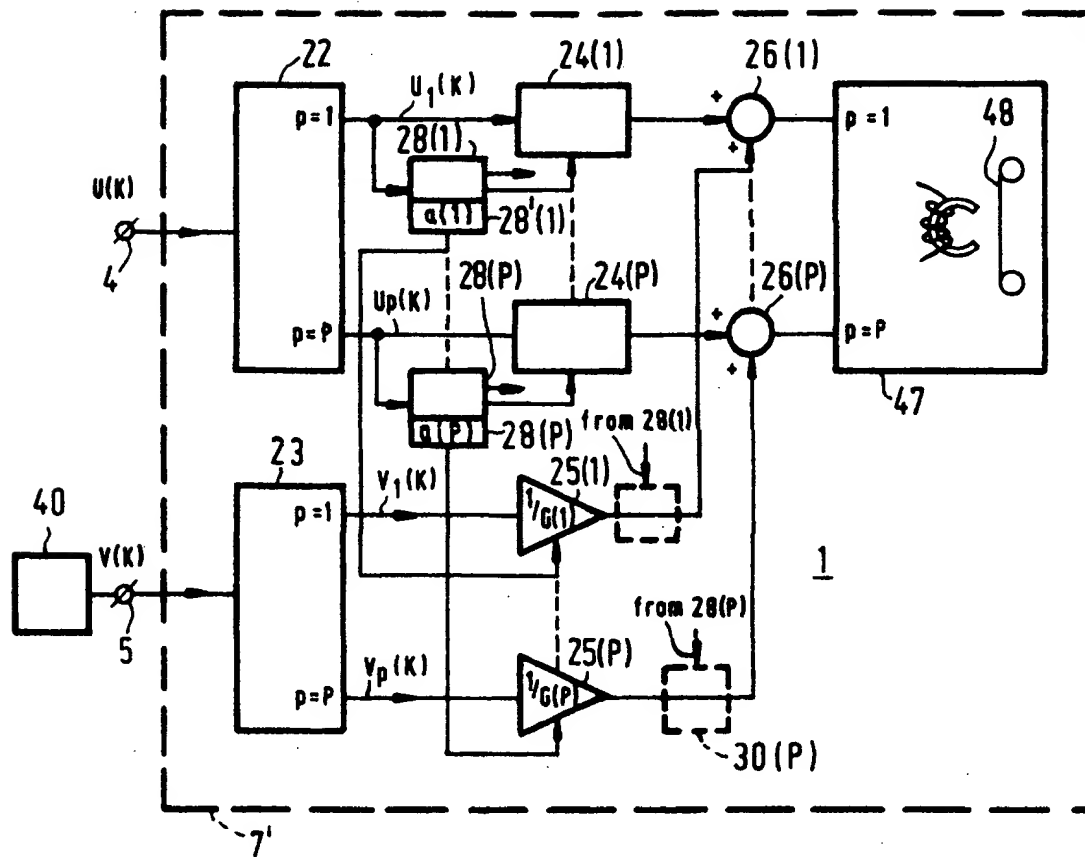 22
24(1)
26(1)
p=1
U₁(K)
+
+
p=1
48
28(1)
a(1)
28'(1)
U(K)
4
28(P)
24(P)
26(P)
Up(K)
p=P
+
+
p=P
47
a(P)
28(P)
from 28(1)
23
25(1)
V₁(K)
p=1
1/G(1)
40
V(K)
5
1
from 28(P)
25(P)
Vp(K)
p=P
1/G(P)
30(P)
7'